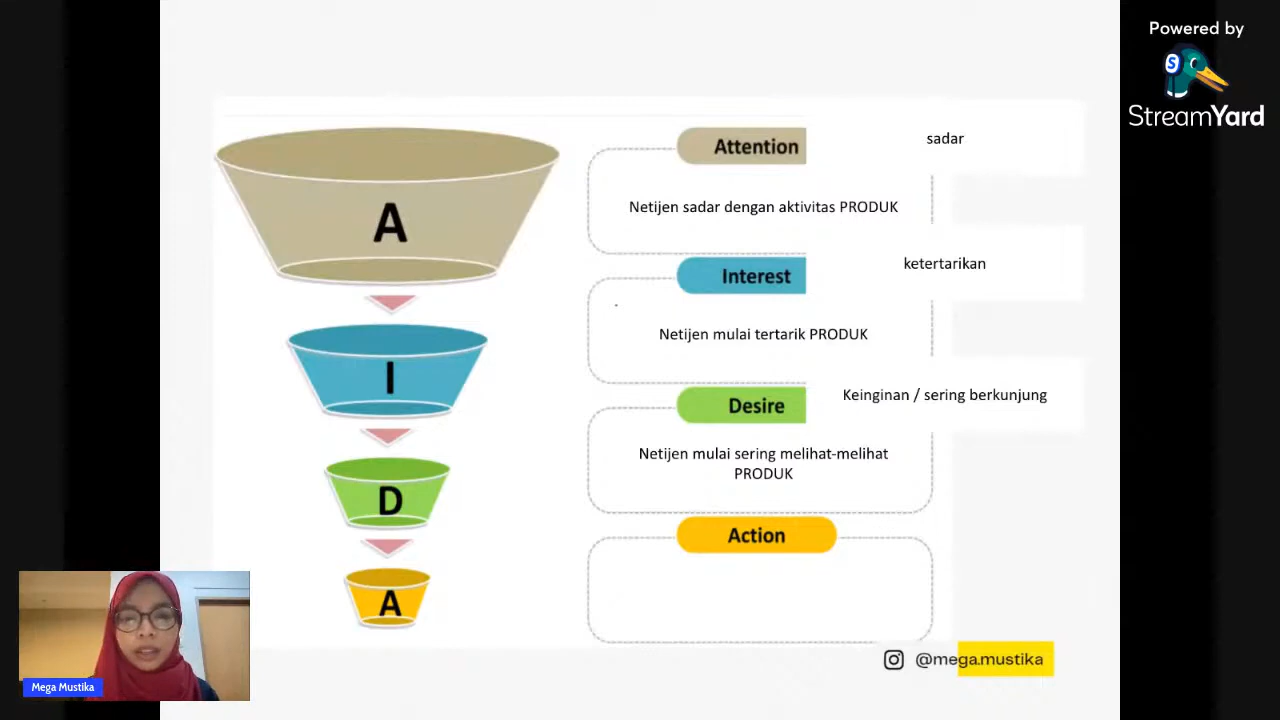 Powered by
StreamYard
Attention
sadar
Netijen sadar dengan aktivitas PRODUK
A
Interest
ketertarikan
Netijen mulai tertarik PRODUK
I
Desire
Keinginan / sering berkunjung
Netijen mulai sering melihat-melihat
PRODUK
D
Action
A
@mega.mustika
Mega Mustika